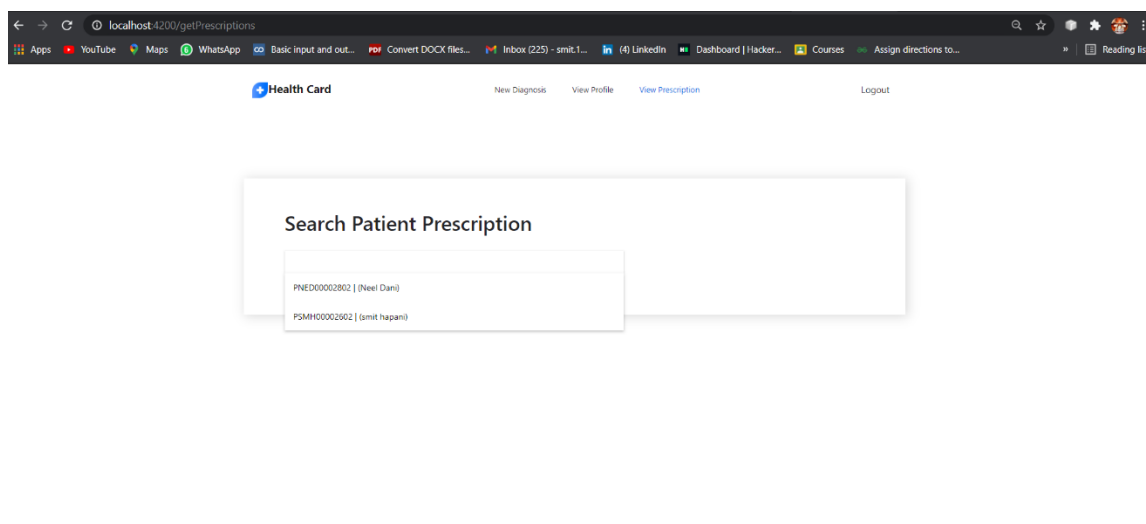 localhost:4200/getPrescriptions
Apps YouTube Maps WhatsApp Basic input and out... PDF Convert DOCX files... Inbox (225) - smit.1... in (4) LinkedIn Dashboard | Hacker... Courses Assign directions to... » Reading lis
Health Card New Diagnosis View Profile View Prescription Logout
Search Patient Prescription
PNED00002802 | (Neel Dani)
PSMH00002602 | (smit hapani)